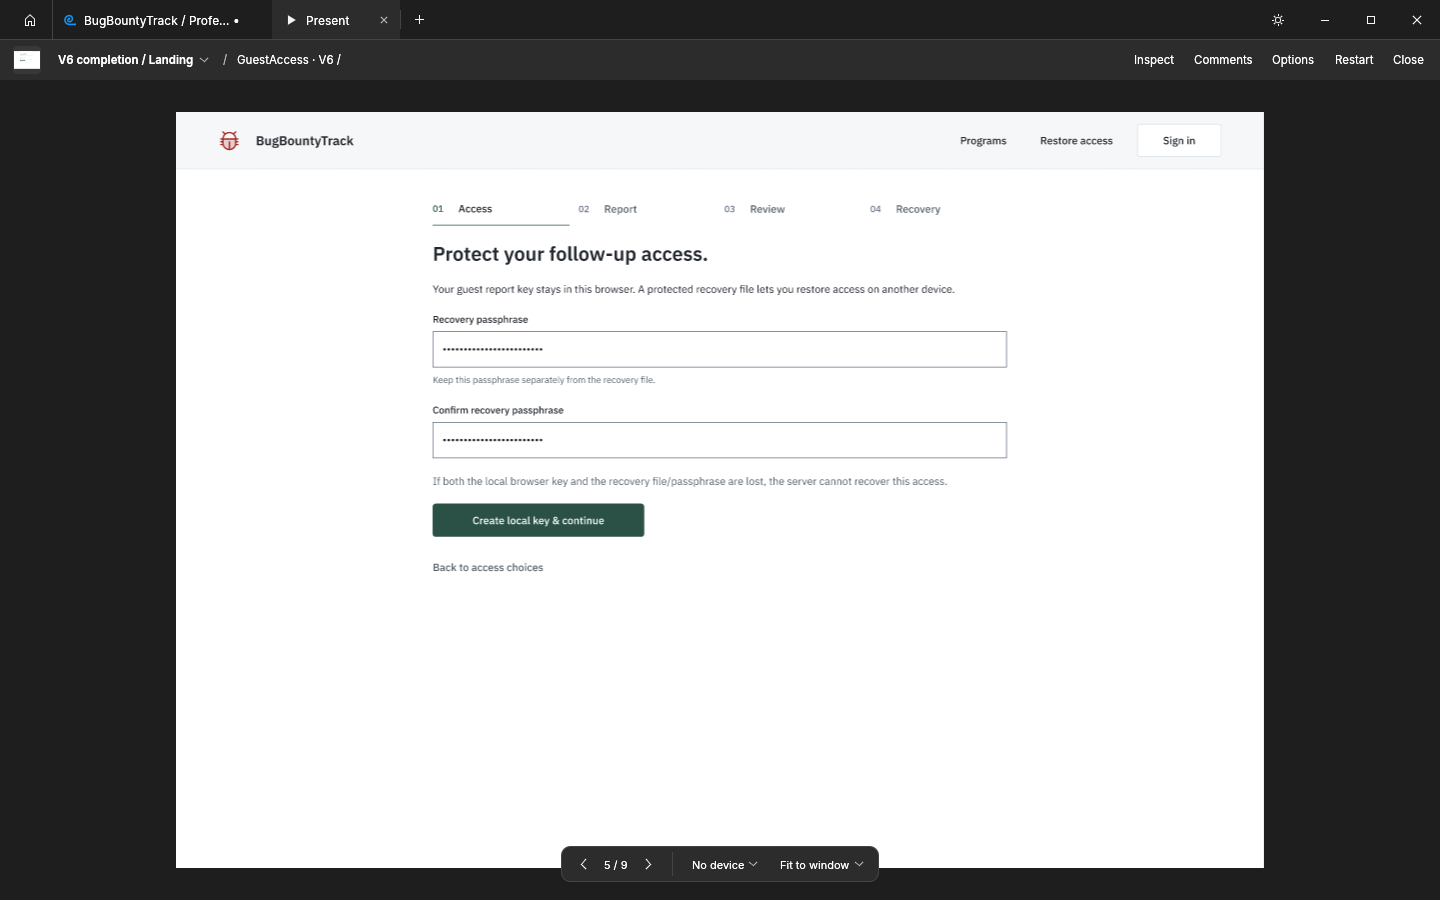 BugBountyTrack / Profe... •
Present
V6 completion / Landing / GuestAccess · V6 /
Inspect Comments Options Restart Close
BugBountyTrack
Programs Restore access Sign in
01 Access 02 Report 03 Review 04 Recovery
Protect your follow-up access.
Your guest report key stays in this browser. A protected recovery file lets you restore access on another device.
Recovery passphrase
••••••••••••••••••••••••
Keep this passphrase separately from the recovery file.
Confirm recovery passphrase
••••••••••••••••••••••••
If both the local browser key and the recovery file/passphrase are lost, the server cannot recover this access.
Create local key & continue
Back to access choices
5 / 9 No device Fit to window